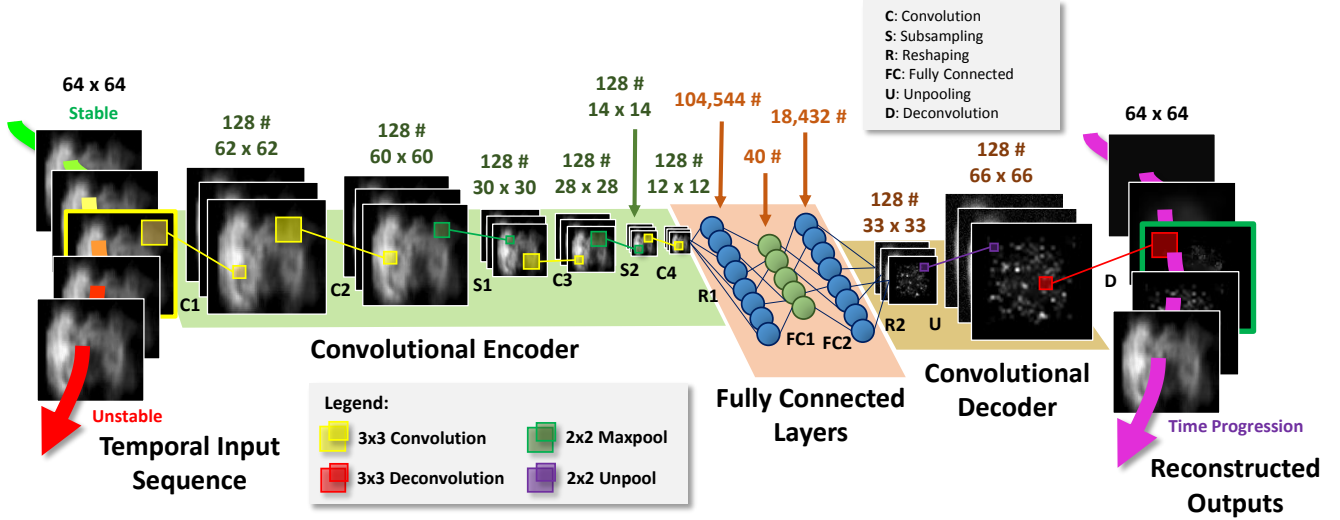 C: Convolution
S: Subsampling
R: Reshaping
FC: Fully Connected
U: Unpooling
D: Deconvolution
64 x 64
Stable
128 #
62 x 62
128 #
60 x 60
128 #
30 x 30
128 #
28 x 28
128 #
14 x 14
128 #
12 x 12
104,544 #
40 #
18,432 #
128 #
33 x 33
128 #
66 x 66
64 x 64
C1
C2
S1
C3
S2
C4
R1
FC1
FC2
R2
U
D
Convolutional Encoder
Fully Connected
Layers
Convolutional
Decoder
Unstable
Temporal Input
Sequence
Time Progression
Reconstructed
Outputs
Legend:
3x3 Convolution
2x2 Maxpool
3x3 Deconvolution
2x2 Unpool